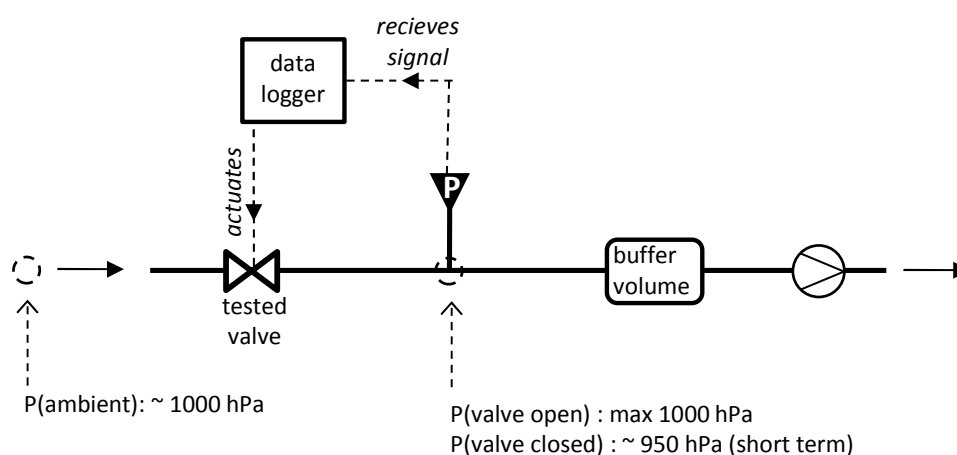 recieves
signal
data
logger
actuates
P
buffer
volume
tested
valve
P(ambient): ~ 1000 hPa
P(valve open) : max 1000 hPa
P(valve closed) : ~ 950 hPa (short term)